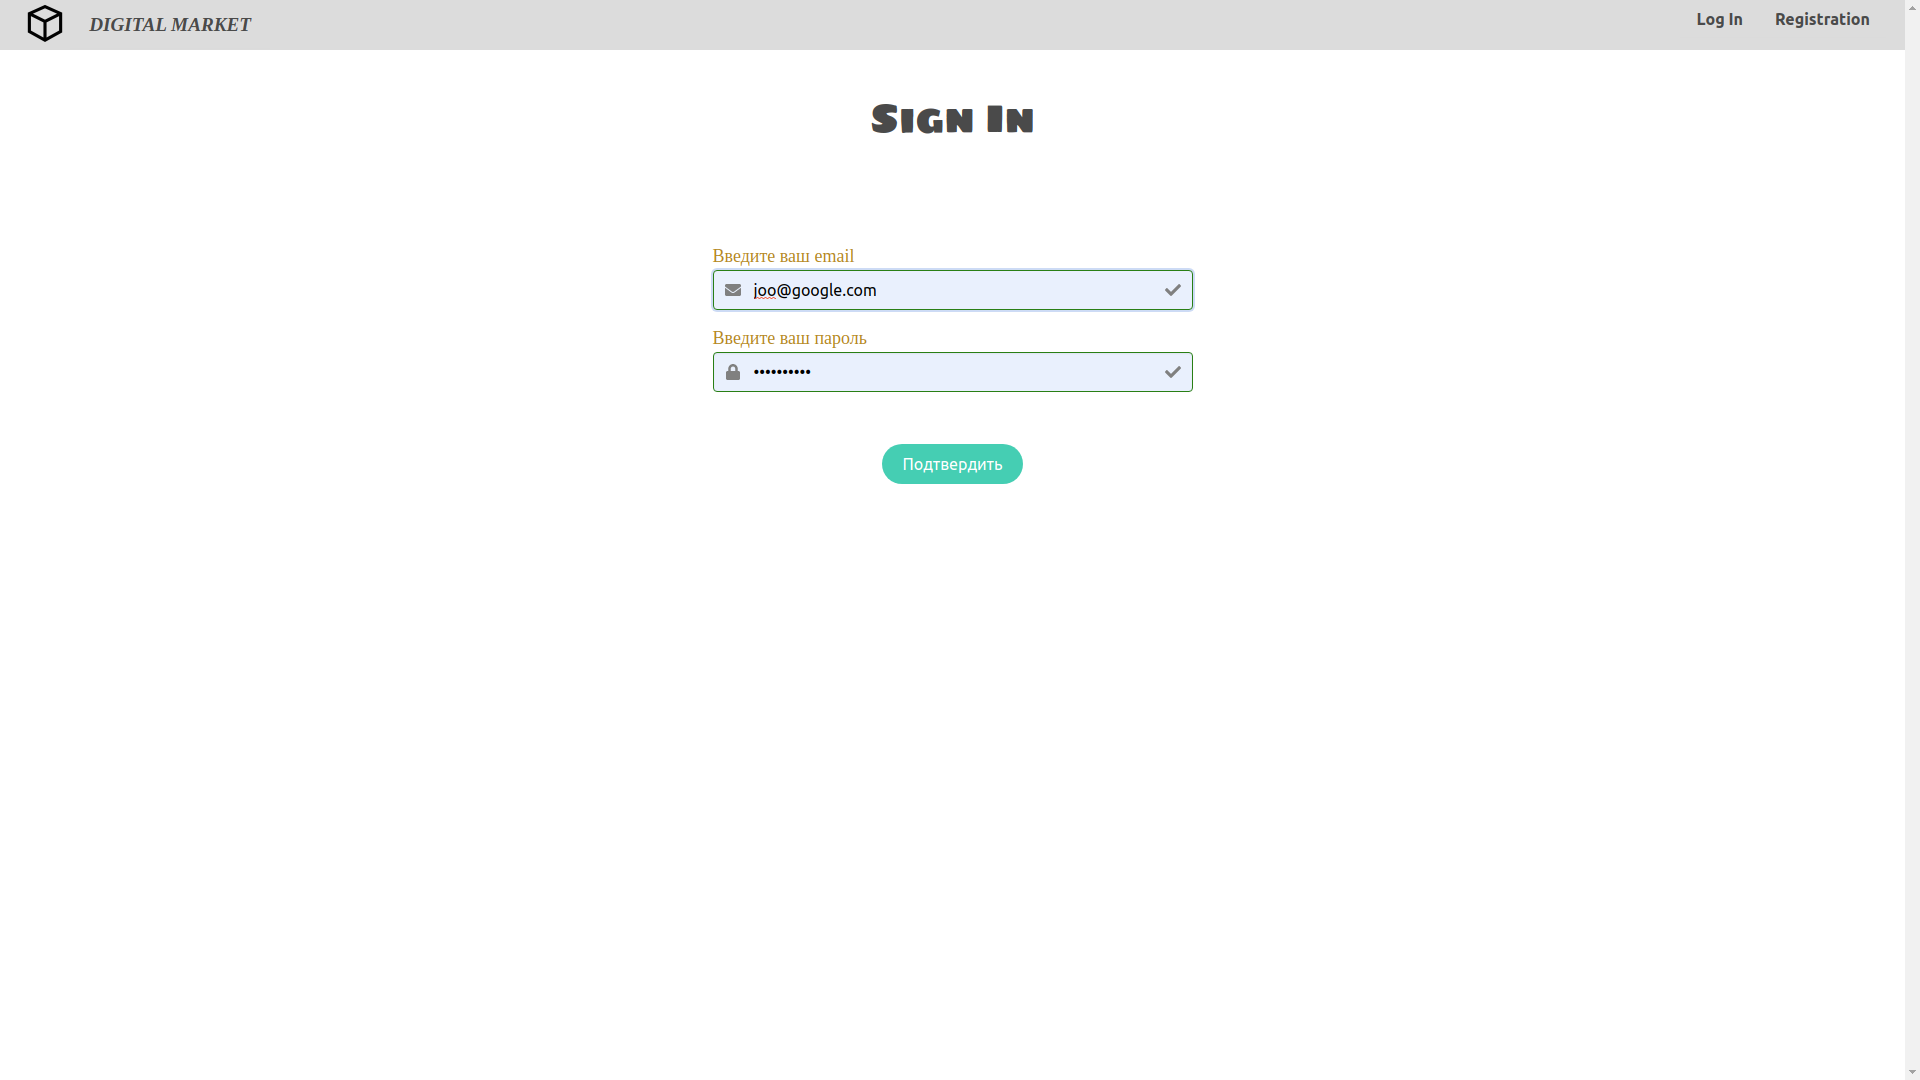 DIGITAL MARKET
Log In
Registration
Sign In
Введите ваш email
joo@google.com
Введите ваш пароль
••••••••••
Подтвердить